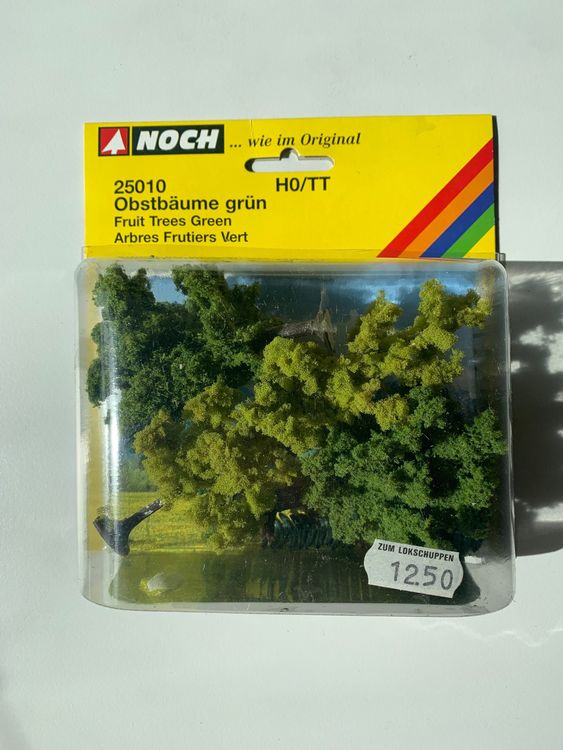 NOCH ... wie im Original
25010 H0/TT
Obstbäume grün
Fruit Trees Green
Arbres Frutiers Vert
ZUM LOKSCHUPPEN
12.50